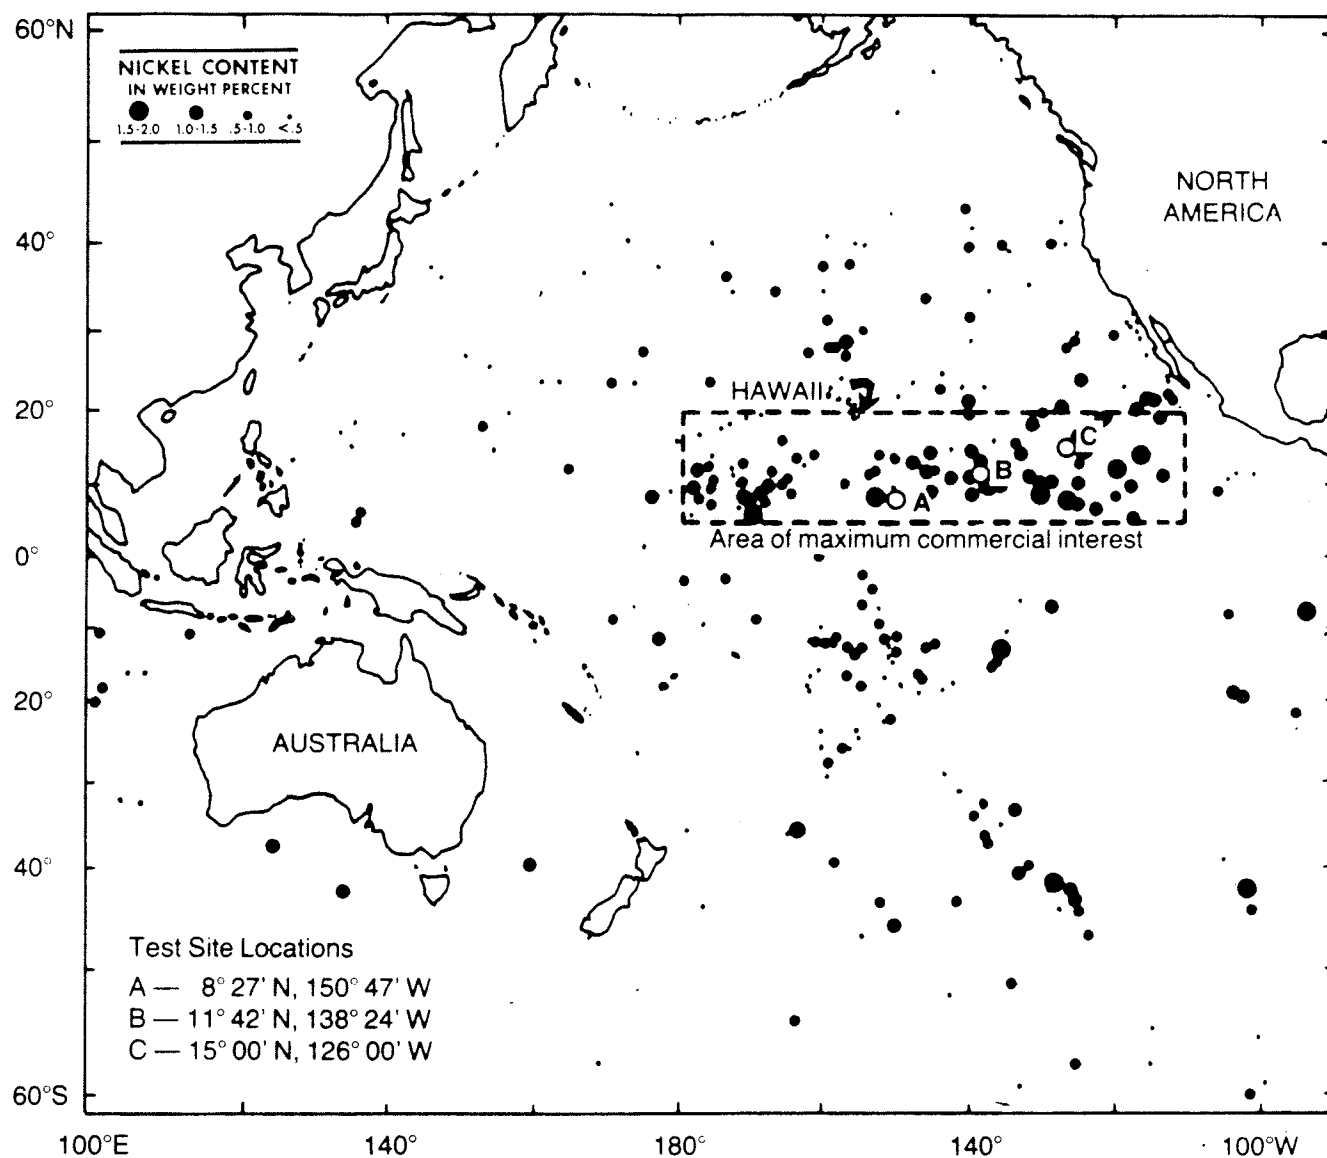 60°N
NICKEL CONTENT
IN WEIGHT PERCENT
1.5-2.0 1.0-1.5 .5-1.0 <.5
NORTH
AMERICA
40°
HAWAII
20°
C
B
A
Area of maximum commercial interest
0°
20°
AUSTRALIA
40°
Test Site Locations
A — 8° 27' N, 150° 47' W
B — 11° 42' N, 138° 24' W
C — 15° 00' N, 126° 00' W
60°S
100°E 140° 180° 140° 100°W